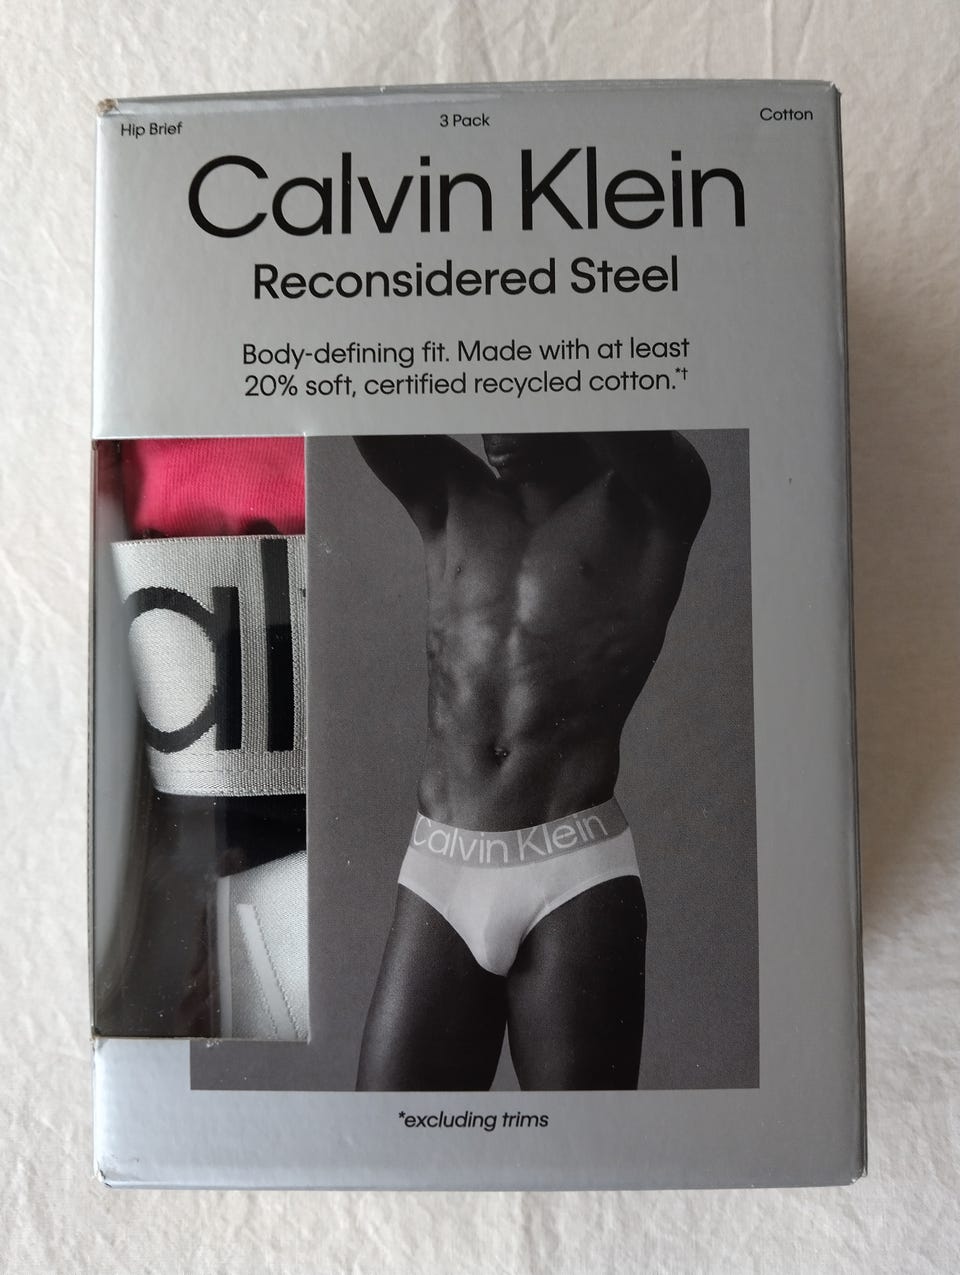 Hip Brief
3 Pack
Cotton
Calvin Klein
Reconsidered Steel
Body-defining fit. Made with at least
20% soft, certified recycled cotton.*†
al
Calvin Klein
*excluding trims